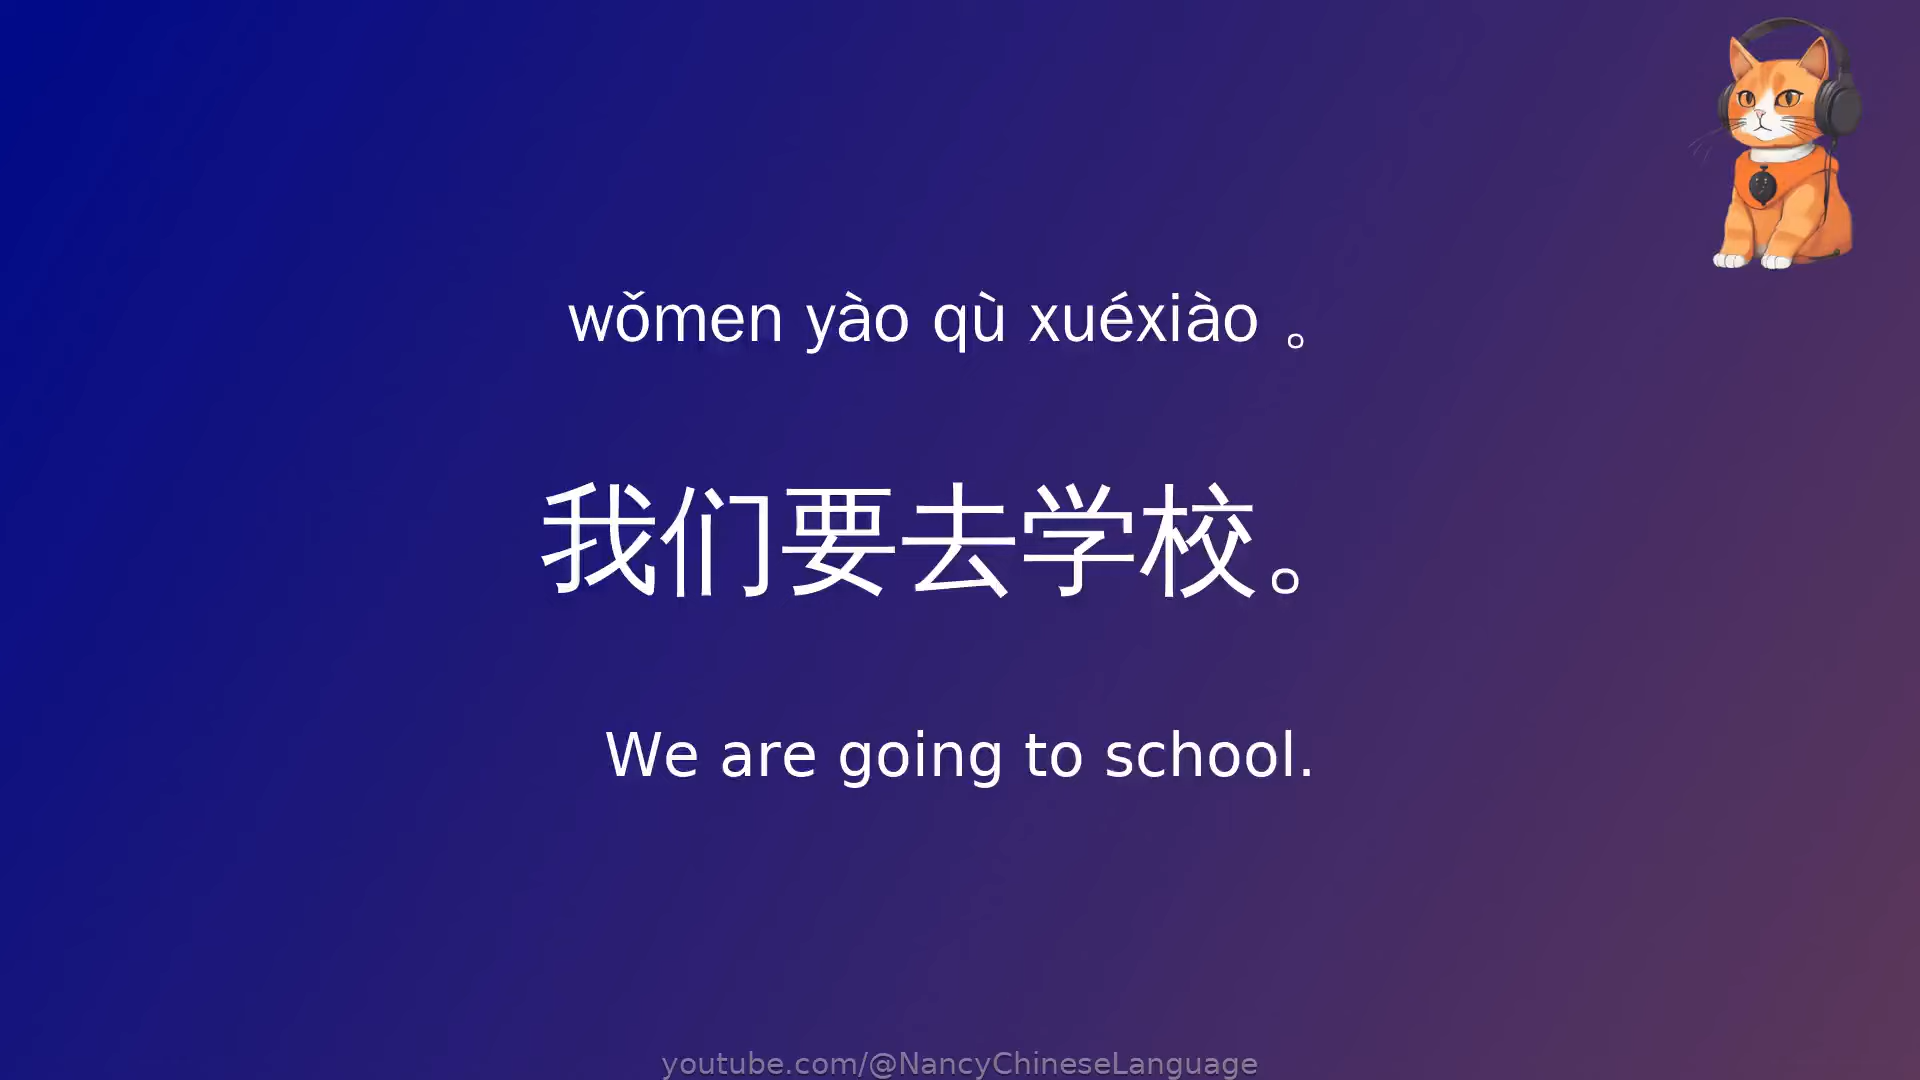 wǒmen yào qù xuéxiào 。
我们要去学校。
We are going to school.
youtube.com/@NancyChineseLanguage